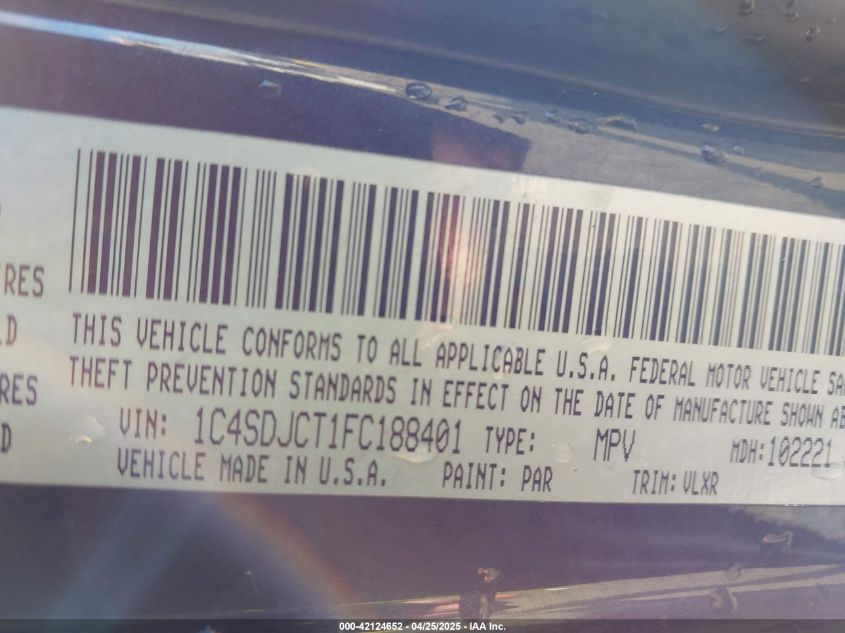 RES
LD
RES
D
THIS VEHICLE CONFORMS TO ALL APPLICABLE U.S.A. FEDERAL MOTOR VEHICLE SA
THEFT PREVENTION STANDARDS IN EFFECT ON THE DATE OF MANUFACTURE SHOWN AB
VIN: 1C4SDJCT1FC188401 TYPE: MPV MDH: 102221
VEHICLE MADE IN U.S.A. PAINT: PAR TRIM: VLXR
000-42124652 - 04/25/2025 - IAA Inc.